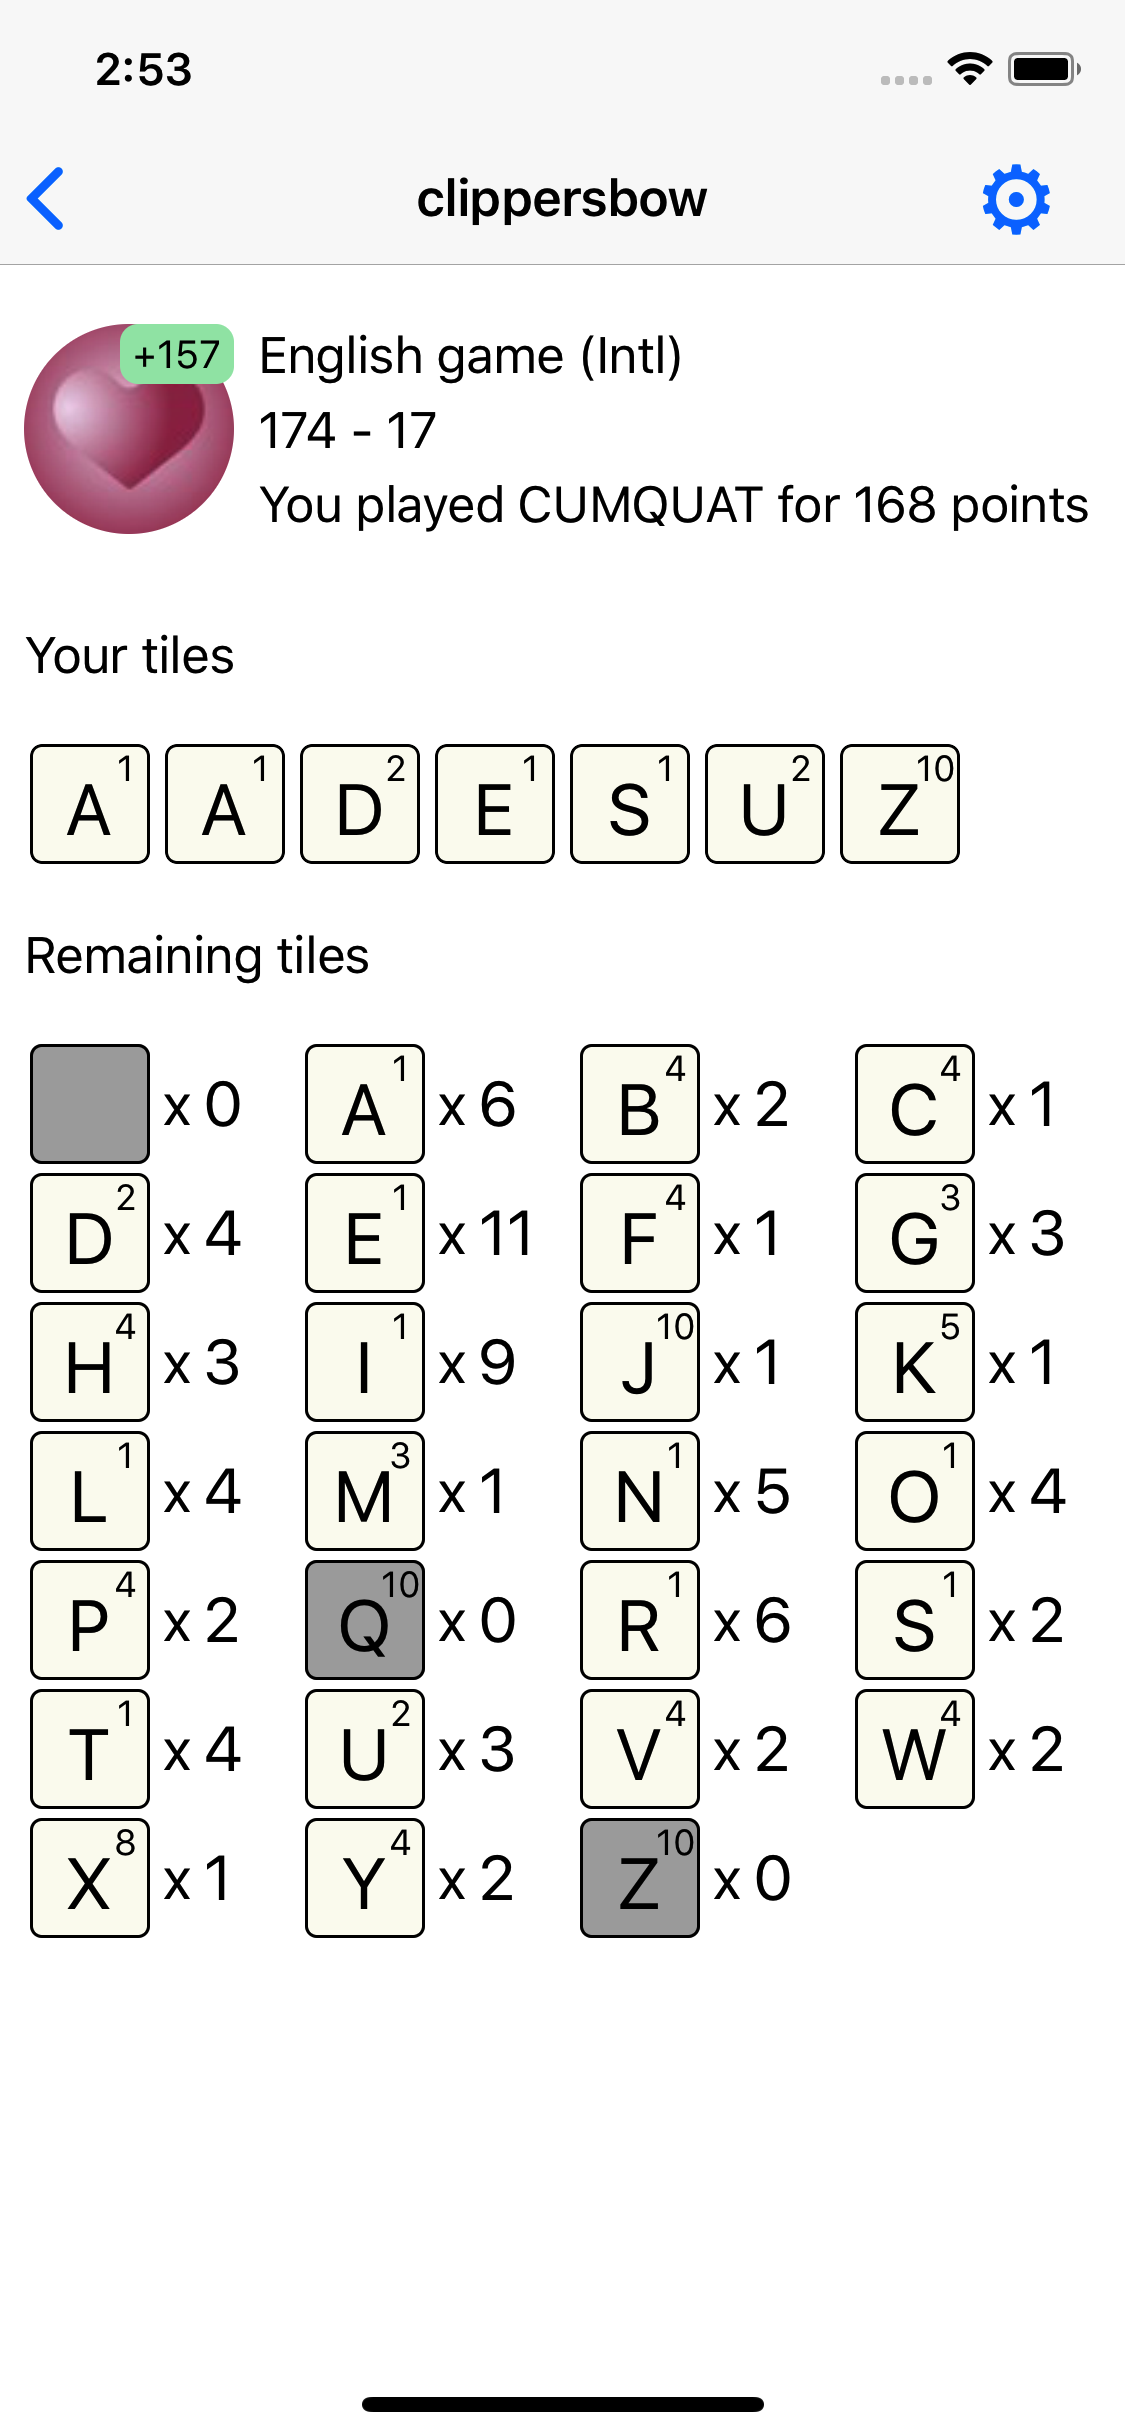 2:53
clippersbow
+157
English game (Intl)
174 - 17
You played CUMQUAT for 168 points
Your tiles
A 1 A 1 D 2 E 1 S 1 U 2 Z 10
Remaining tiles
x 0 A 1 x 6 B 4 x 2 C 4 x 1
D 2 x 4 E 1 x 11 F 4 x 1 G 3 x 3
H 4 x 3 I 1 x 9 J 10 x 1 K 5 x 1
L 1 x 4 M 3 x 1 N 1 x 5 O 1 x 4
P 4 x 2 Q 10 x 0 R 1 x 6 S 1 x 2
T 1 x 4 U 2 x 3 V 4 x 2 W 4 x 2
X 8 x 1 Y 4 x 2 Z 10 x 0